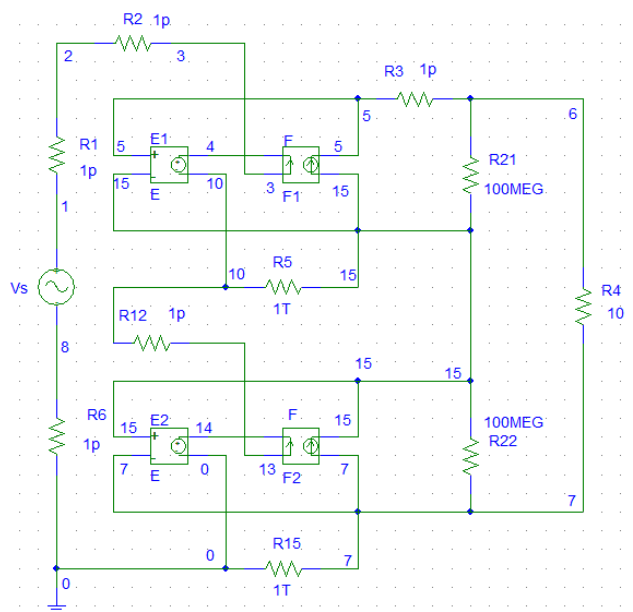 R2 1p
2
3
R3 1p
5
6
R1
1p
5 E1 4
F 5
15 10
3 15
E
F1
R21
100MEG
1
Vs
10 R5 15
1T
R12 1p
R4
10
8
15 15
R6
1p
15 E2 14
F 15
7 0
13 7
E
F2
100MEG
R22
7
0 R15 7
1T
0